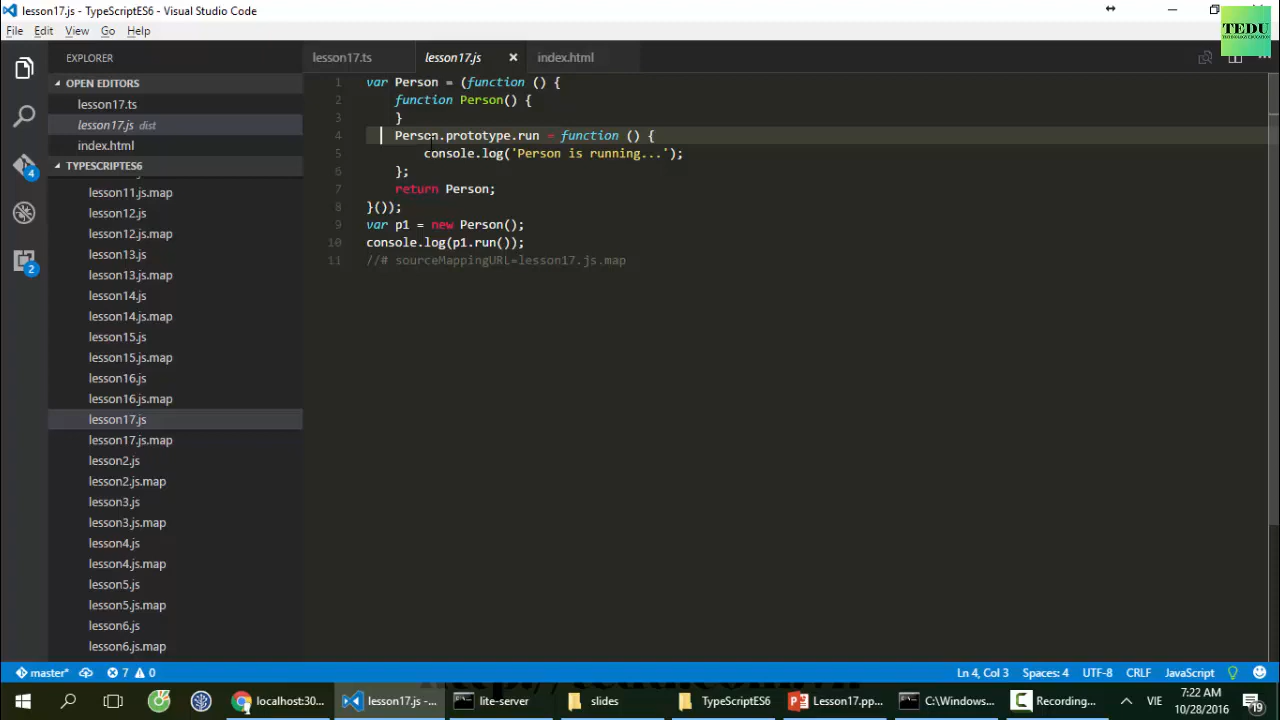 lesson17.js - TypeScriptES6 - Visual Studio Code
File Edit View Go Help
TEDU
EXPLORER
OPEN EDITORS
lesson17.ts
lesson17.js dist
index.html
TYPESCRIPTES6
lesson11.js.map
lesson12.js
lesson12.js.map
lesson13.js
lesson13.js.map
lesson14.js
lesson14.js.map
lesson15.js
lesson15.js.map
lesson16.js
lesson16.js.map
lesson17.js
lesson17.js.map
lesson2.js
lesson2.js.map
lesson3.js
lesson3.js.map
lesson4.js
lesson4.js.map
lesson5.js
lesson5.js.map
lesson6.js
lesson6.js.map
4
2
lesson17.ts lesson17.js index.html
1 var Person = (function () {
2 function Person() {
3 }
4 Person.prototype.run = function () {
5 console.log('Person is running...');
6 };
7 return Person;
8 }());
9 var p1 = new Person();
10 console.log(p1.run());
11 //# sourceMappingURL=lesson17.js.map
master* 7 0 Ln 4, Col 3 Spaces: 4 UTF-8 CRLF JavaScript
localhost:30... lesson17.js -... lite-server slides TypeScriptES6 Lesson17.pp... C:\Windows... Recording... VIE 7:22 AM
10/28/2016 19